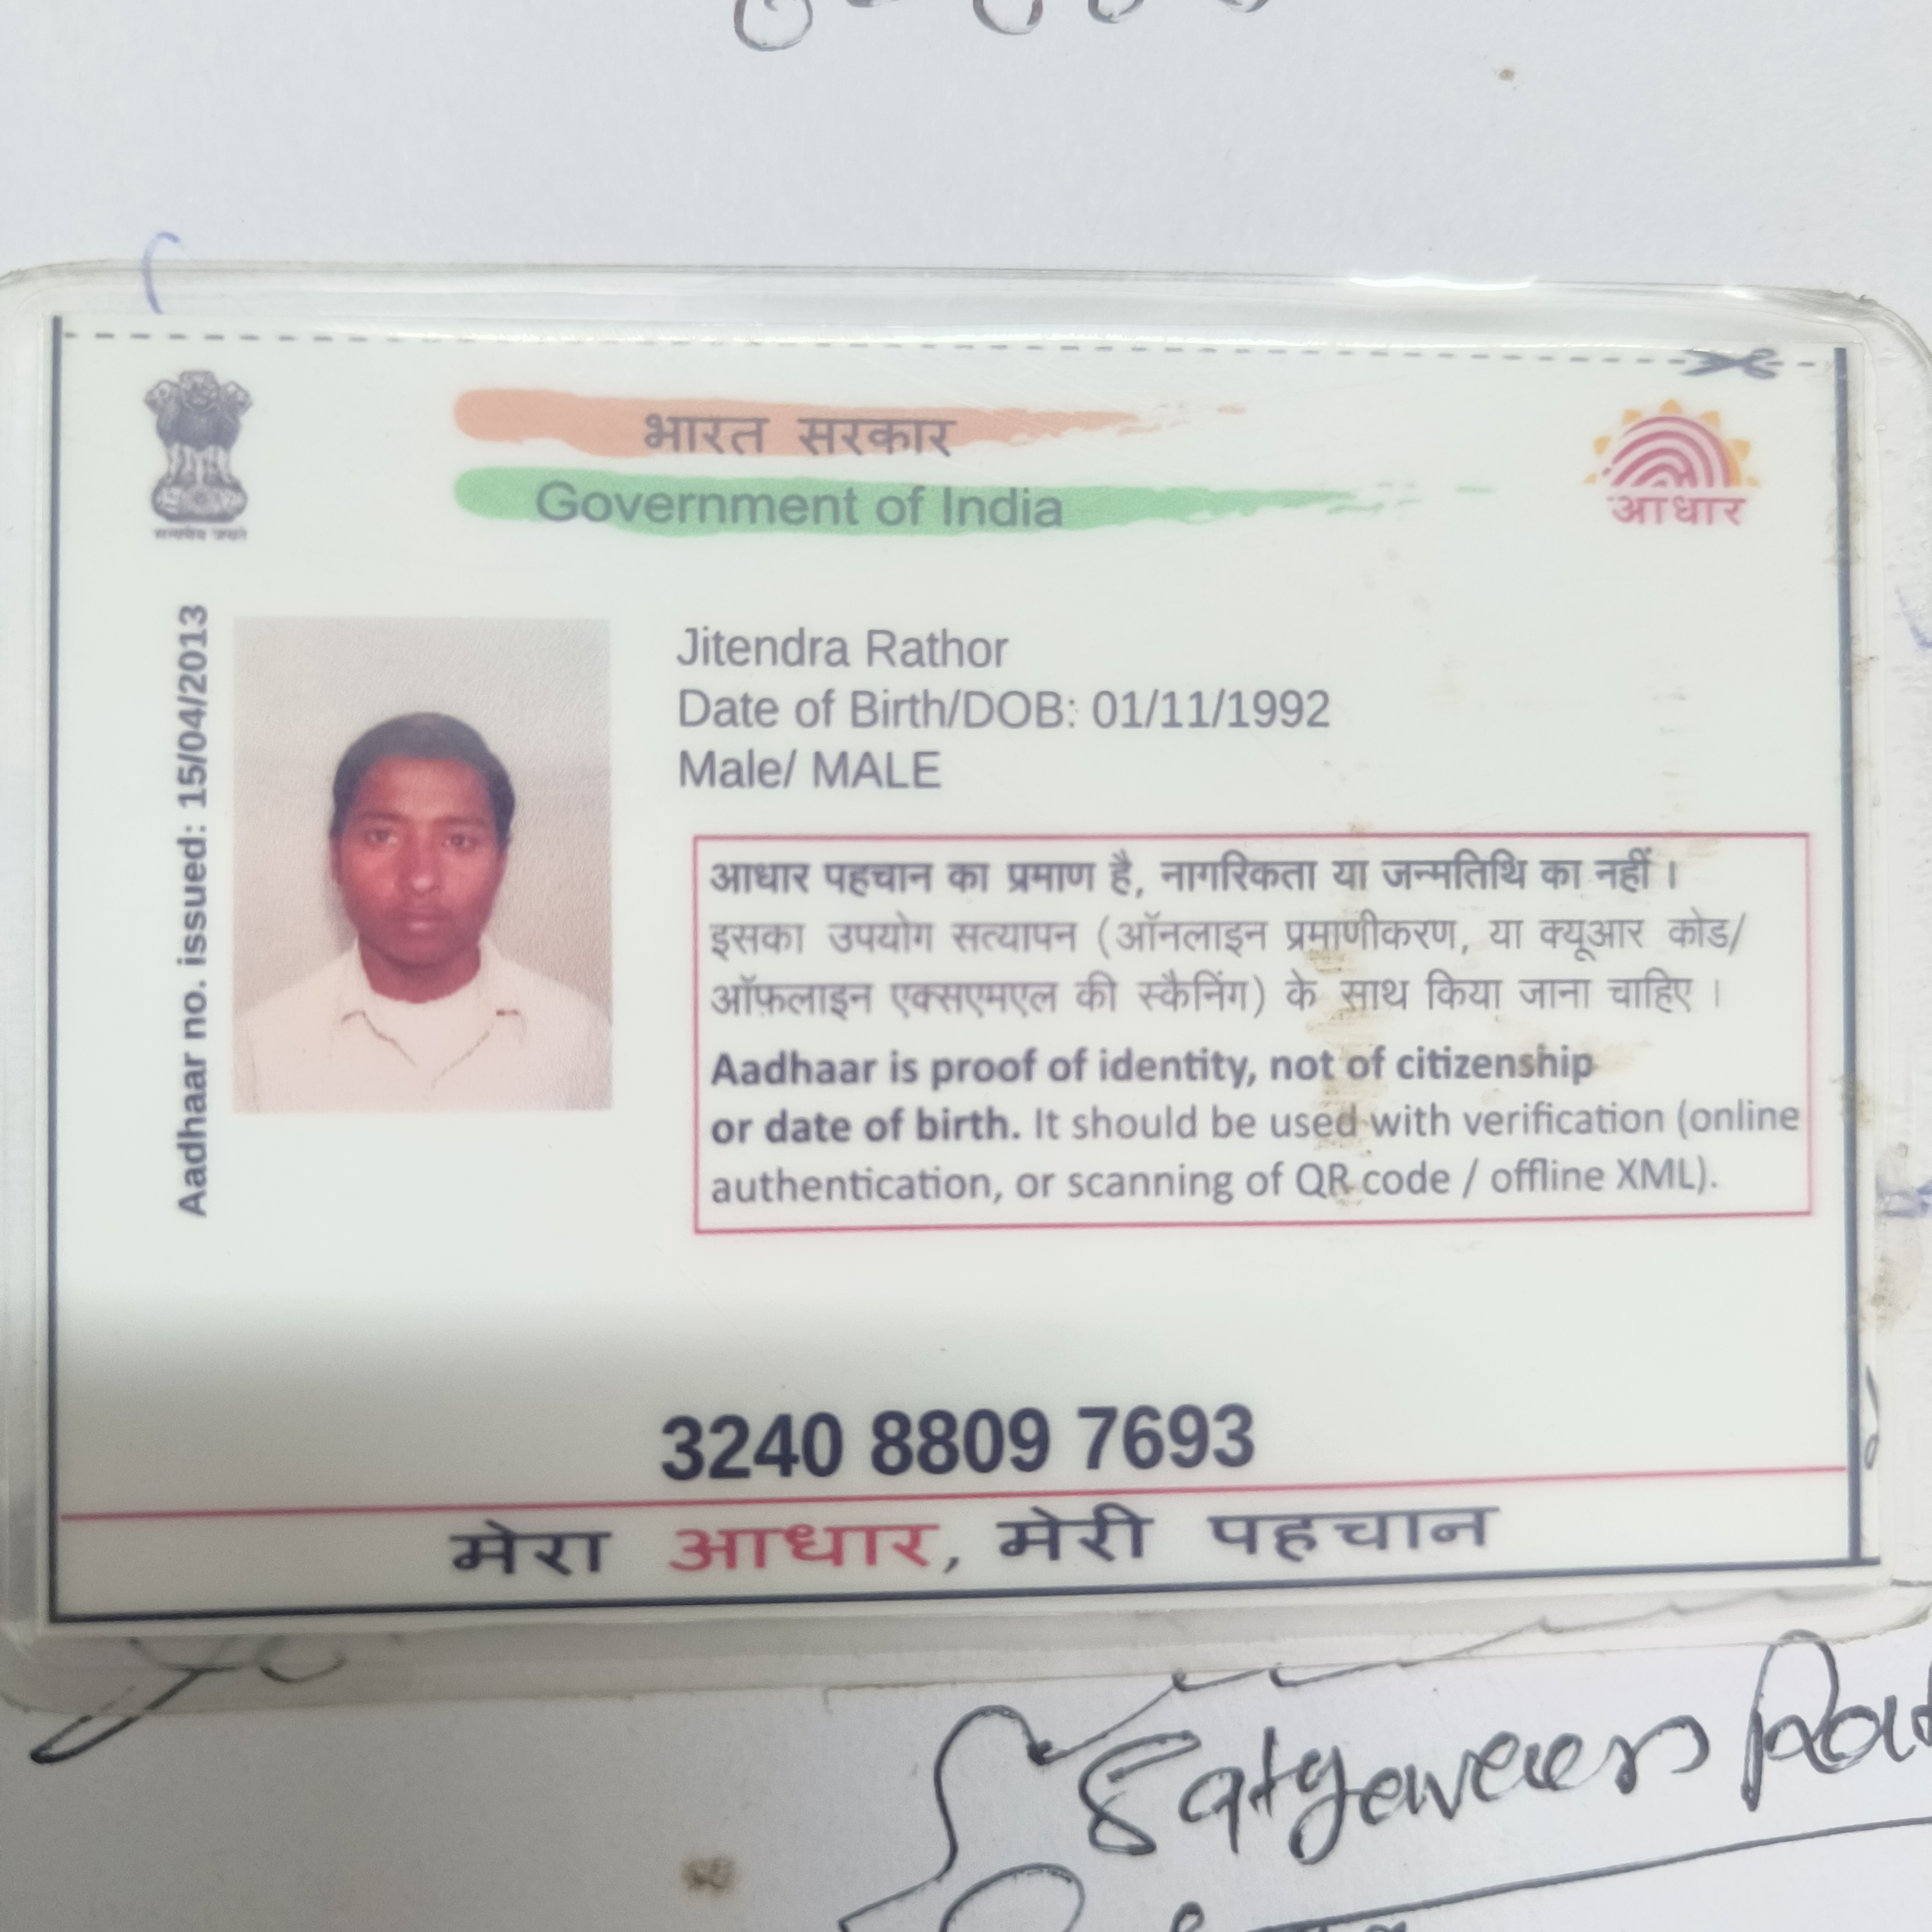 भारत सरकार
Government of India
आधार
सत्यमेव जयते
Aadhaar no. issued: 15/04/2013
Jitendra Rathor
Date of Birth/DOB: 01/11/1992
Male/ MALE
आधार पहचान का प्रमाण है, नागरिकता या जन्मतिथि का नहीं ।
इसका उपयोग सत्यापन (ऑनलाइन प्रमाणीकरण, या क्यूआर कोड/
ऑफ़लाइन एक्सएमएल की स्कैनिंग) के साथ किया जाना चाहिए ।
Aadhaar is proof of identity, not of citizenship
or date of birth. It should be used with verification (online
authentication, or scanning of QR code / offline XML).
3240 8809 7693
मेरा आधार, मेरी पहचान